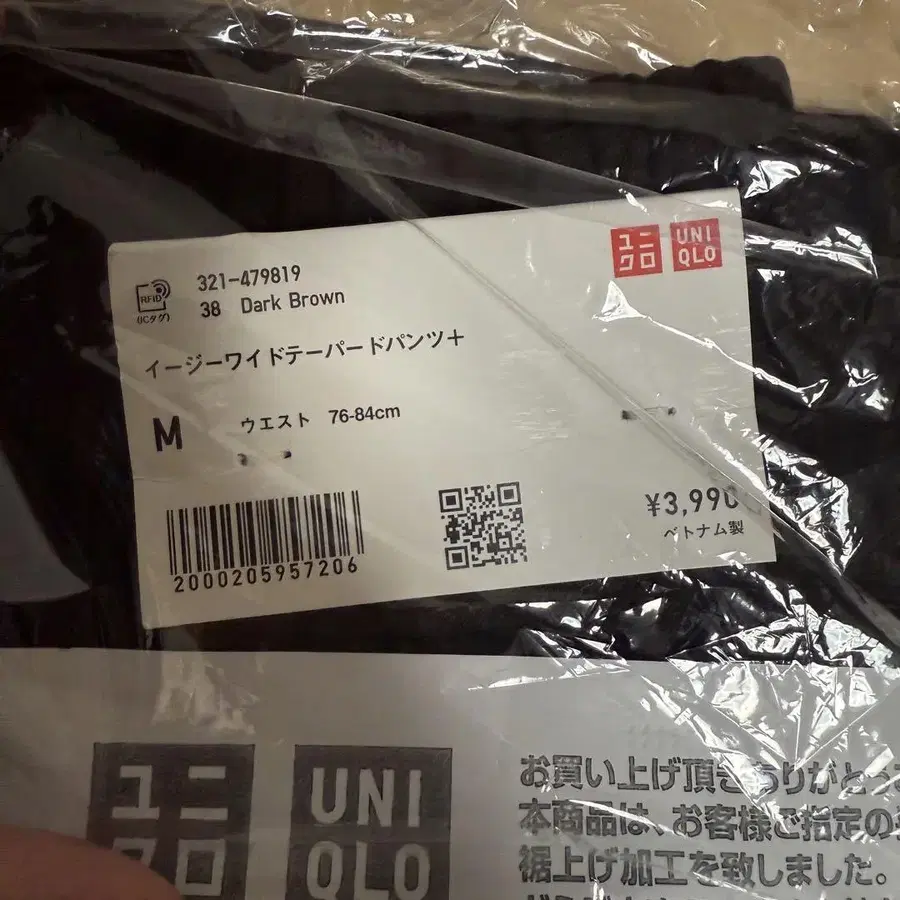 ユニ
クロ
UNI
QLO
RFID
(ICタグ)
321-479819
38 Dark Brown
イージーワイドテーパードパンツ+
M
ウエスト 76-84cm
¥3,990
ベトナム製
2000205957206
ユニ
クロ
UNI
QLO
お買い上げ頂きありがとう
本商品は、お客様ご指定の
裾上げ加工を致しました。